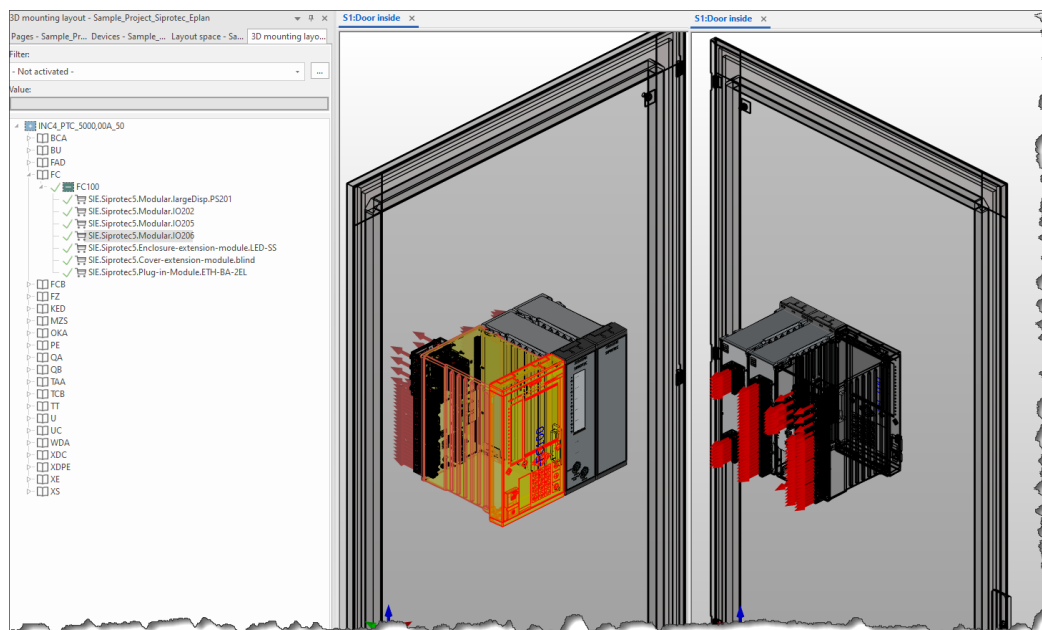 3D mounting layout - Sample_Project_Siprotec_Eplan
Pages - Sample_Pr... Devices - Sample_... Layout space - Sa... 3D mounting layo...
Filter:
- Not activated -
...
Value:
INC4_PTC_5000,00A_50
BCA
BU
FAD
FC
FC100
SIE.Siprotec5.Modular.largeDisp.PS201
SIE.Siprotec5.Modular.IO202
SIE.Siprotec5.Modular.IO205
SIE.Siprotec5.Modular.IO206
SIE.Siprotec5.Enclosure-extension-module.LED-SS
SIE.Siprotec5.Cover-extension-module.blind
SIE.Siprotec5.Plug-in-Module.ETH-BA-2EL
FCB
FZ
KED
MZS
OKA
PE
QA
QB
TAA
TCB
TT
U
UC
WDA
XDC
XDPE
XE
XS
S1:Door inside
-FC100
S1:Door inside